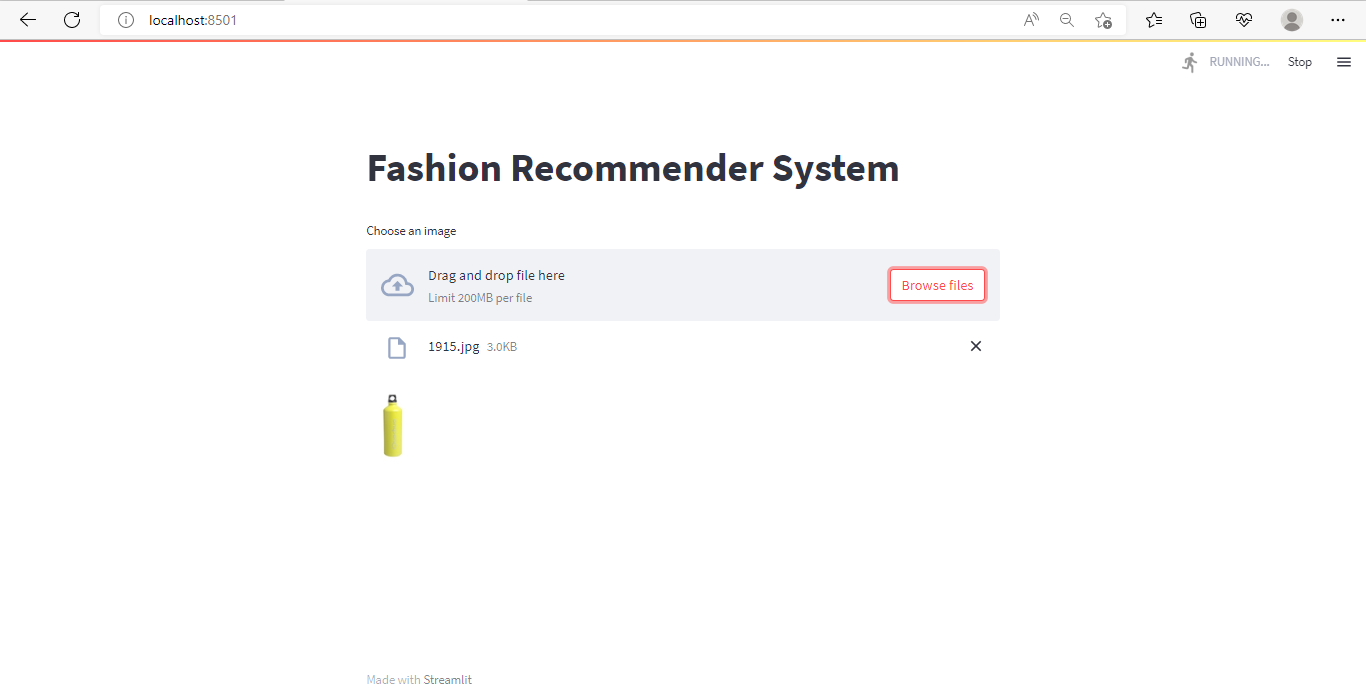 localhost:8501
RUNNING... Stop
Fashion Recommender System
Choose an image
Drag and drop file here
Limit 200MB per file
Browse files
1915.jpg 3.0KB
Made with Streamlit